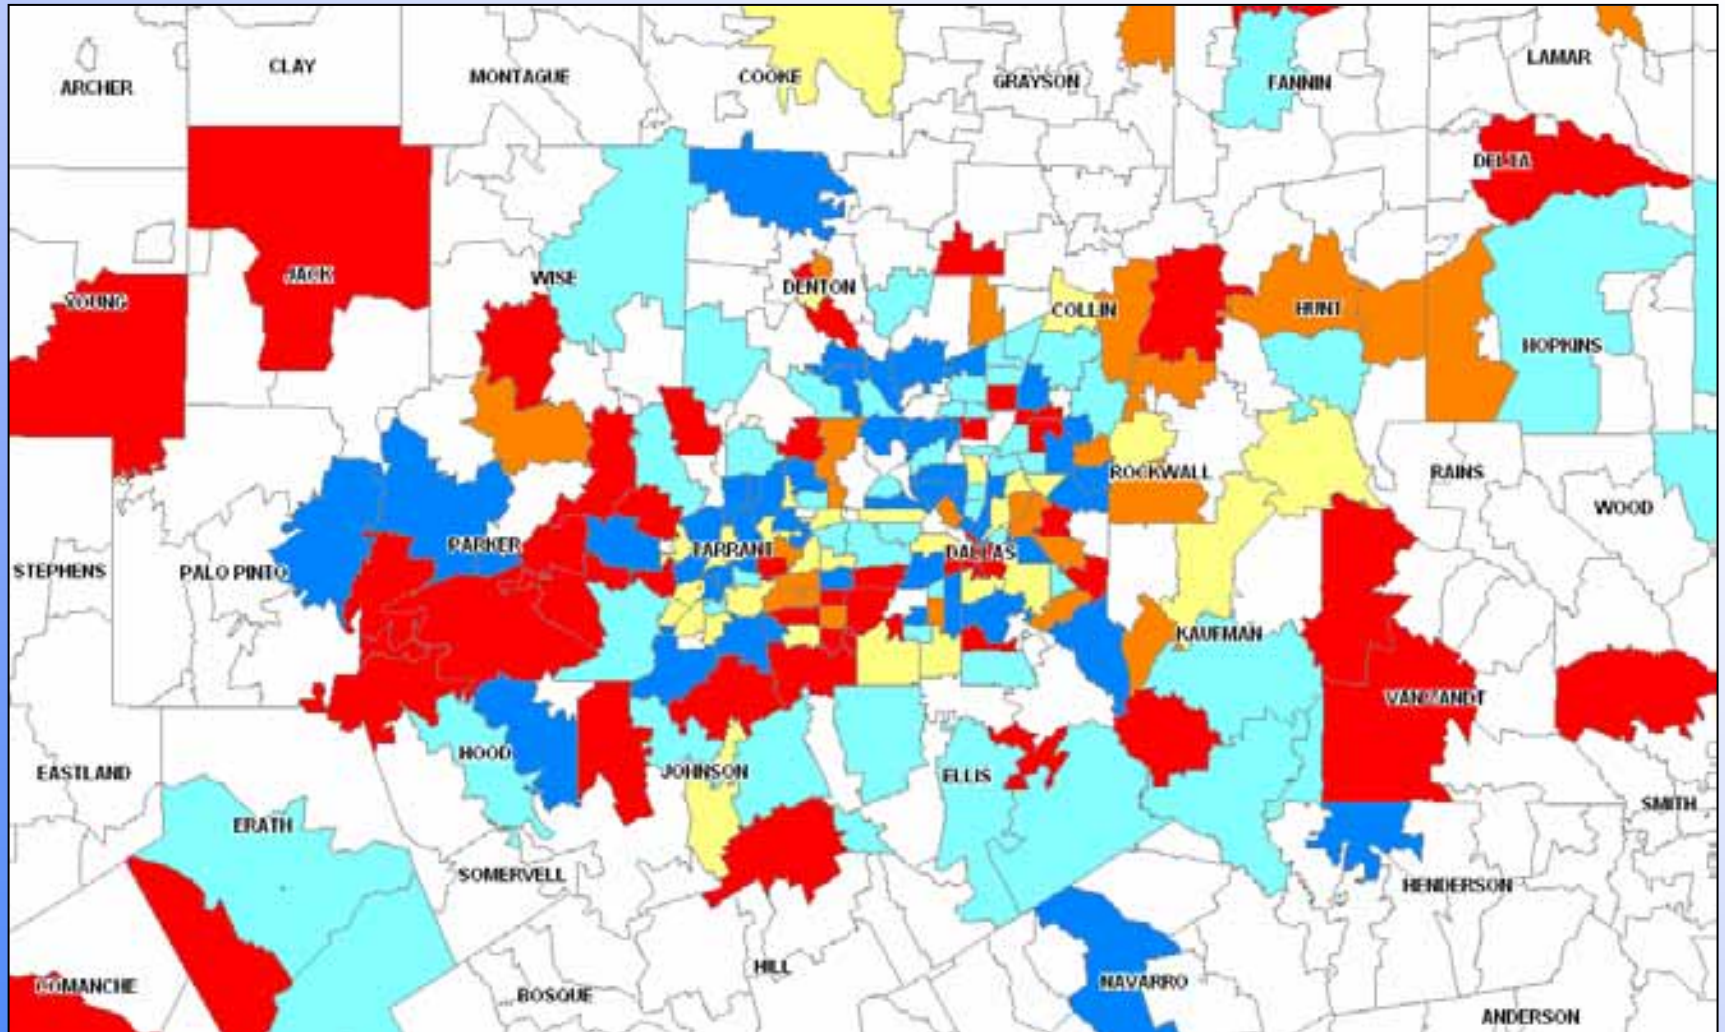 ARCHER
CLAY
MONTAGUE
COOKE
GRAYSON
FANNIN
LAMAR
DELTA
YOUNG
JACK
WISE
DENTON
COLLIN
HUNT
HOPKINS
STEPHENS
PALO PINTO
PARKER
TARRANT
DALLAS
ROCKWALL
RAINS
WOOD
KAUFMAN
VAN ZANDT
EASTLAND
HOOD
JOHNSON
ELLIS
SMITH
ERATH
SOMERVELL
HENDERSON
COMANCHE
BOSQUE
HILL
NAVARRO
ANDERSON